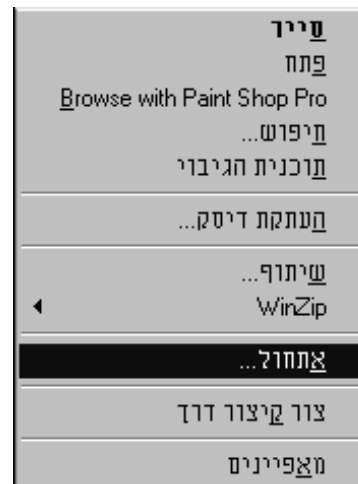 סייר
פתח
Browse with Paint Shop Pro
חיפוש...
תוכנית הגיבוי
העתקת דיסק...
שיתוף...
WinZip
אתחול...
צור קיצור דרך
מאפיינים